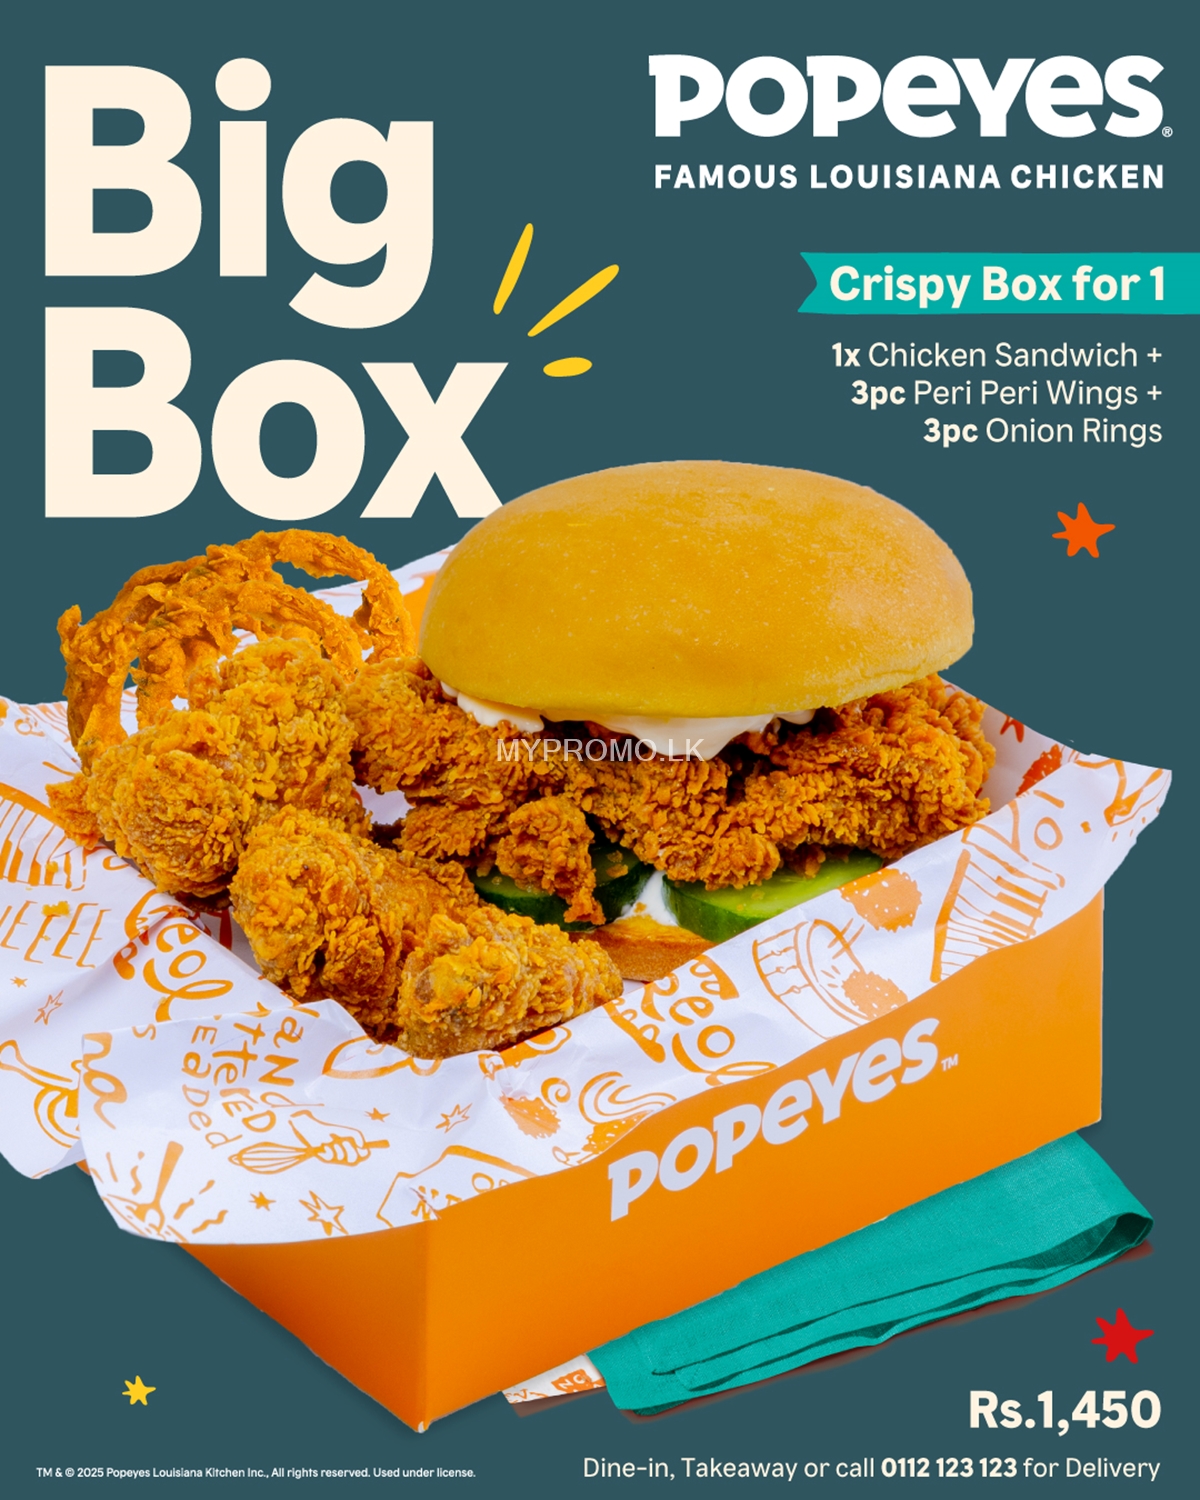 Big
Box
POPEYES®
FAMOUS LOUISIANA CHICKEN
Crispy Box for 1
1x Chicken Sandwich +
3pc Peri Peri Wings +
3pc Onion Rings
MYPROMO.LK
POPEYES™
Rs.1,450
Dine-in, Takeaway or call 0112 123 123 for Delivery
TM & © 2025 Popeyes Louisiana Kitchen Inc., All rights reserved. Used under license.